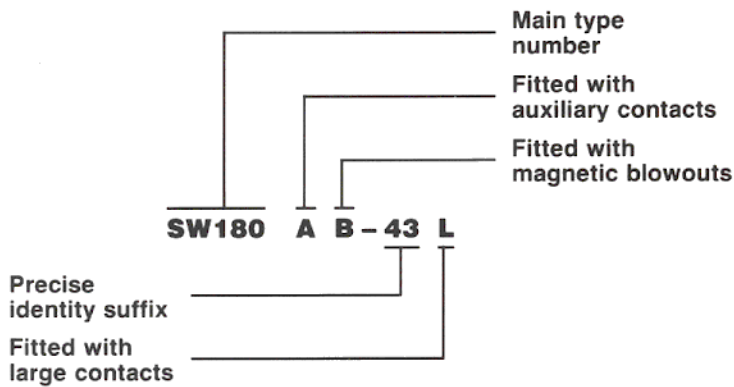 Main type
number
Fitted with
auxiliary contacts
Fitted with
magnetic blowouts
SW180 A B – 43 L
Precise
identity suffix
Fitted with
large contacts